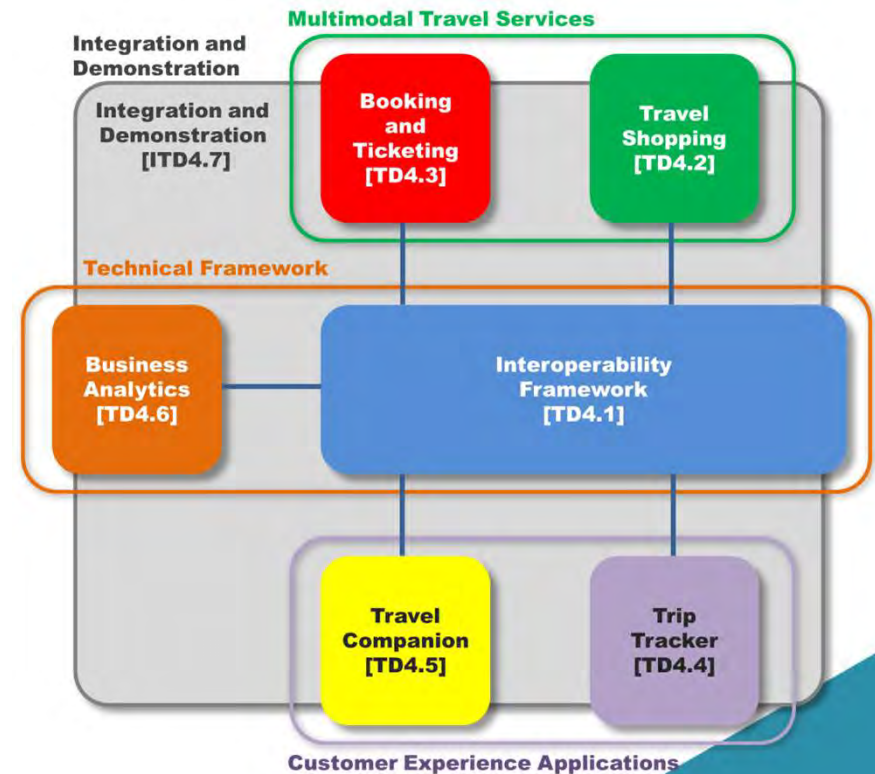 Multimodal Travel Services
Integration and
Demonstration
Integration and
Demonstration
[ITD4.7]
Booking
and
Ticketing
[TD4.3]
Travel
Shopping
[TD4.2]
Technical Framework
Business
Analytics
[TD4.6]
Interoperability
Framework
[TD4.1]
Travel
Companion
[TD4.5]
Trip
Tracker
[TD4.4]
Customer Experience Applications